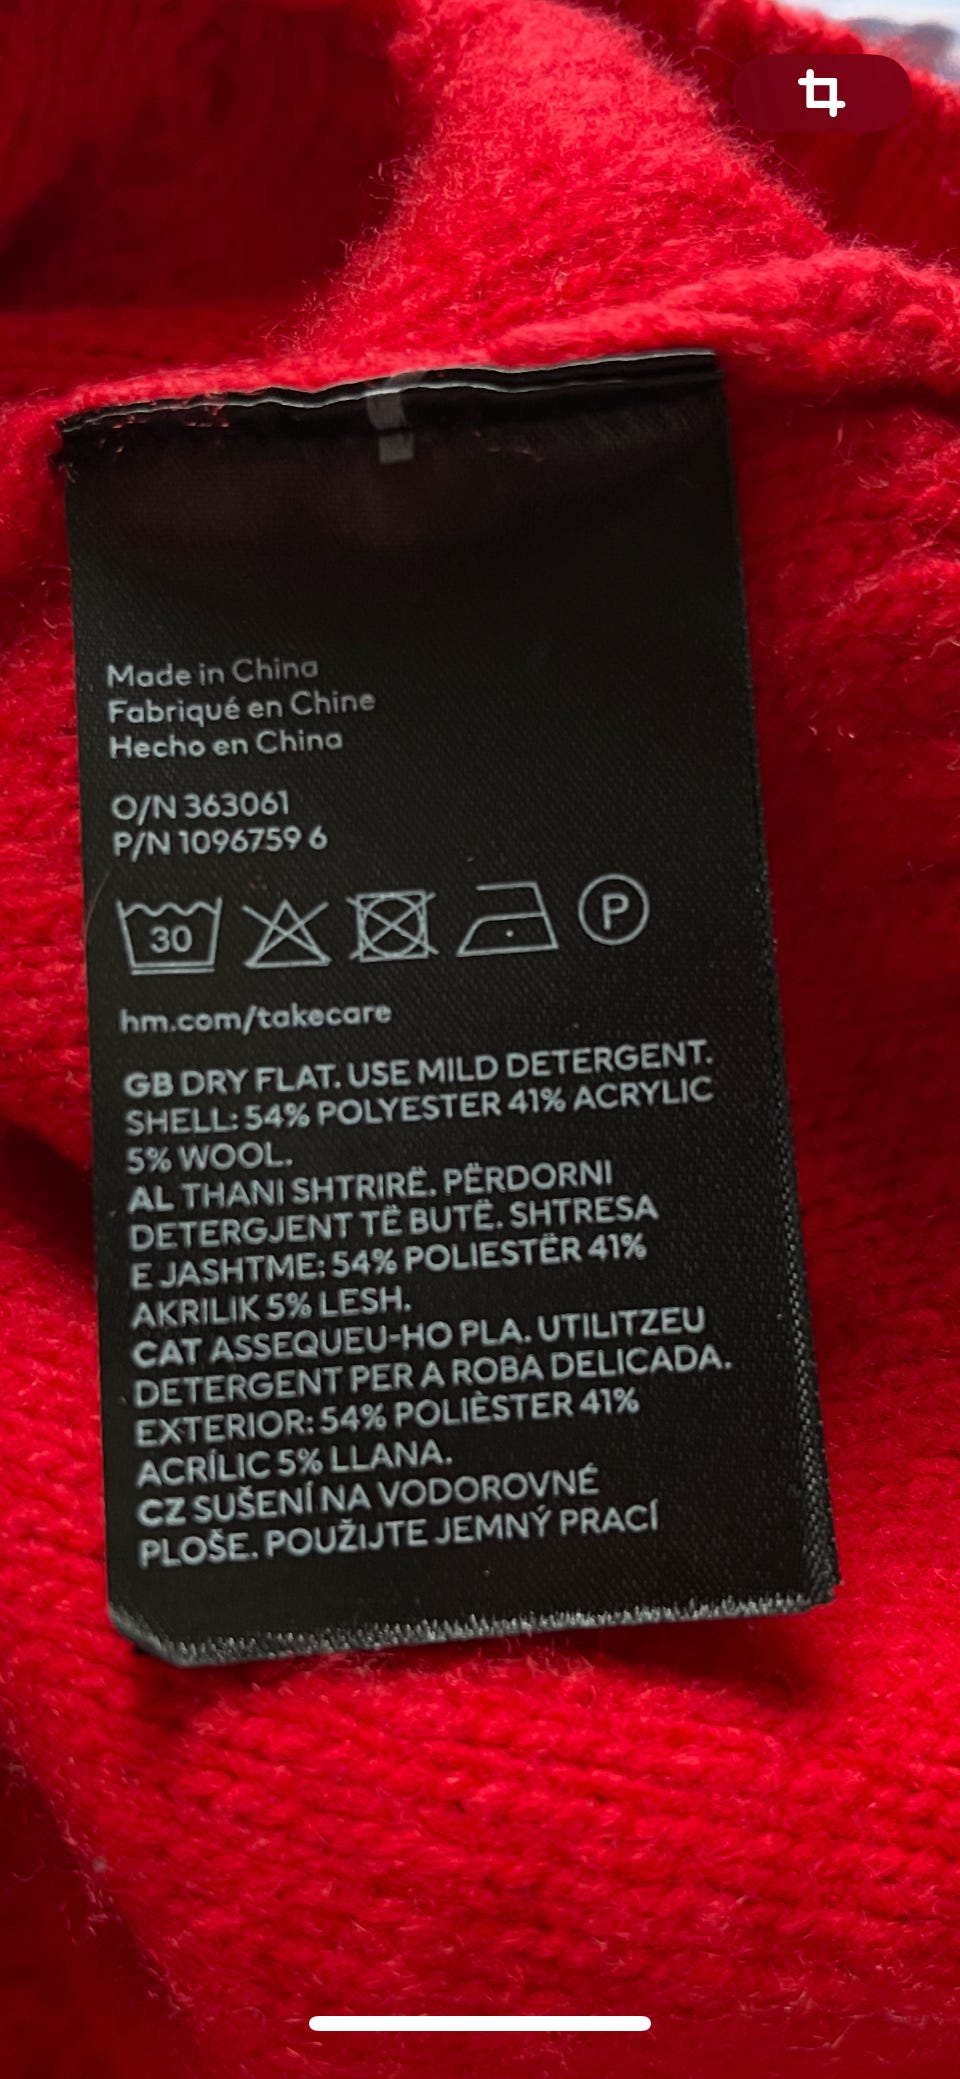 Made in China
Fabriqué en Chine
Hecho en China
O/N 363061
P/N 1096759 6
30
P
hm.com/takecare
GB DRY FLAT. USE MILD DETERGENT.
SHELL: 54% POLYESTER 41% ACRYLIC
5% WOOL.
AL THANI SHTRIRË. PËRDORNI
DETERGJENT TË BUTË. SHTRESA
E JASHTME: 54% POLIESTËR 41%
AKRILIK 5% LESH.
CAT ASSEQUEU-HO PLA. UTILITZEU
DETERGENT PER A ROBA DELICADA.
EXTERIOR: 54% POLIÈSTER 41%
ACRÍLIC 5% LLANA.
CZ SUŠENÍ NA VODOROVNÉ
PLOŠE. POUŽIJTE JEMNÝ PRACÍ